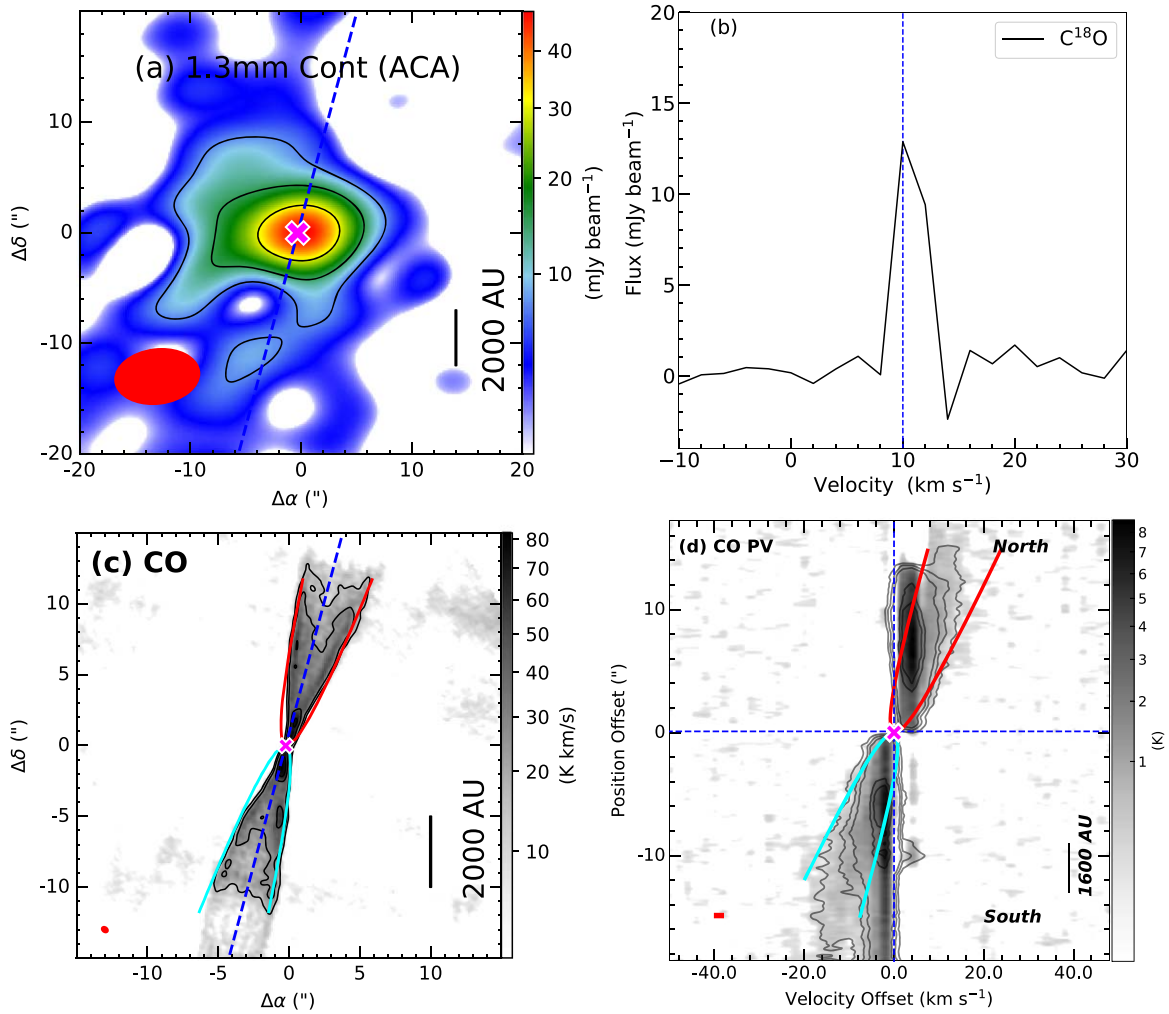 (a) 1.3mm Cont (ACA)
10
0
-10
-20
-20
-10
0
10
20
Δδ (")
Δα (")
2000 AU
40
30
20
10
(mJy beam⁻¹)
(b)
C¹⁸O
20
15
10
5
0
-10
0
10
20
30
Flux (mJy beam⁻¹)
Velocity (km s⁻¹)
(c) CO
10
5
0
-5
-10
-10
-5
0
5
10
Δδ (")
Δα (")
2000 AU
80
70
60
50
40
30
20
10
(K km/s)
(d) CO PV
North
South
10
0
-10
-40.0
-20.0
0.0
20.0
40.0
Position Offset (")
Velocity Offset (km s⁻¹)
1600 AU
8
7
6
5
4
3
2
1
(K)